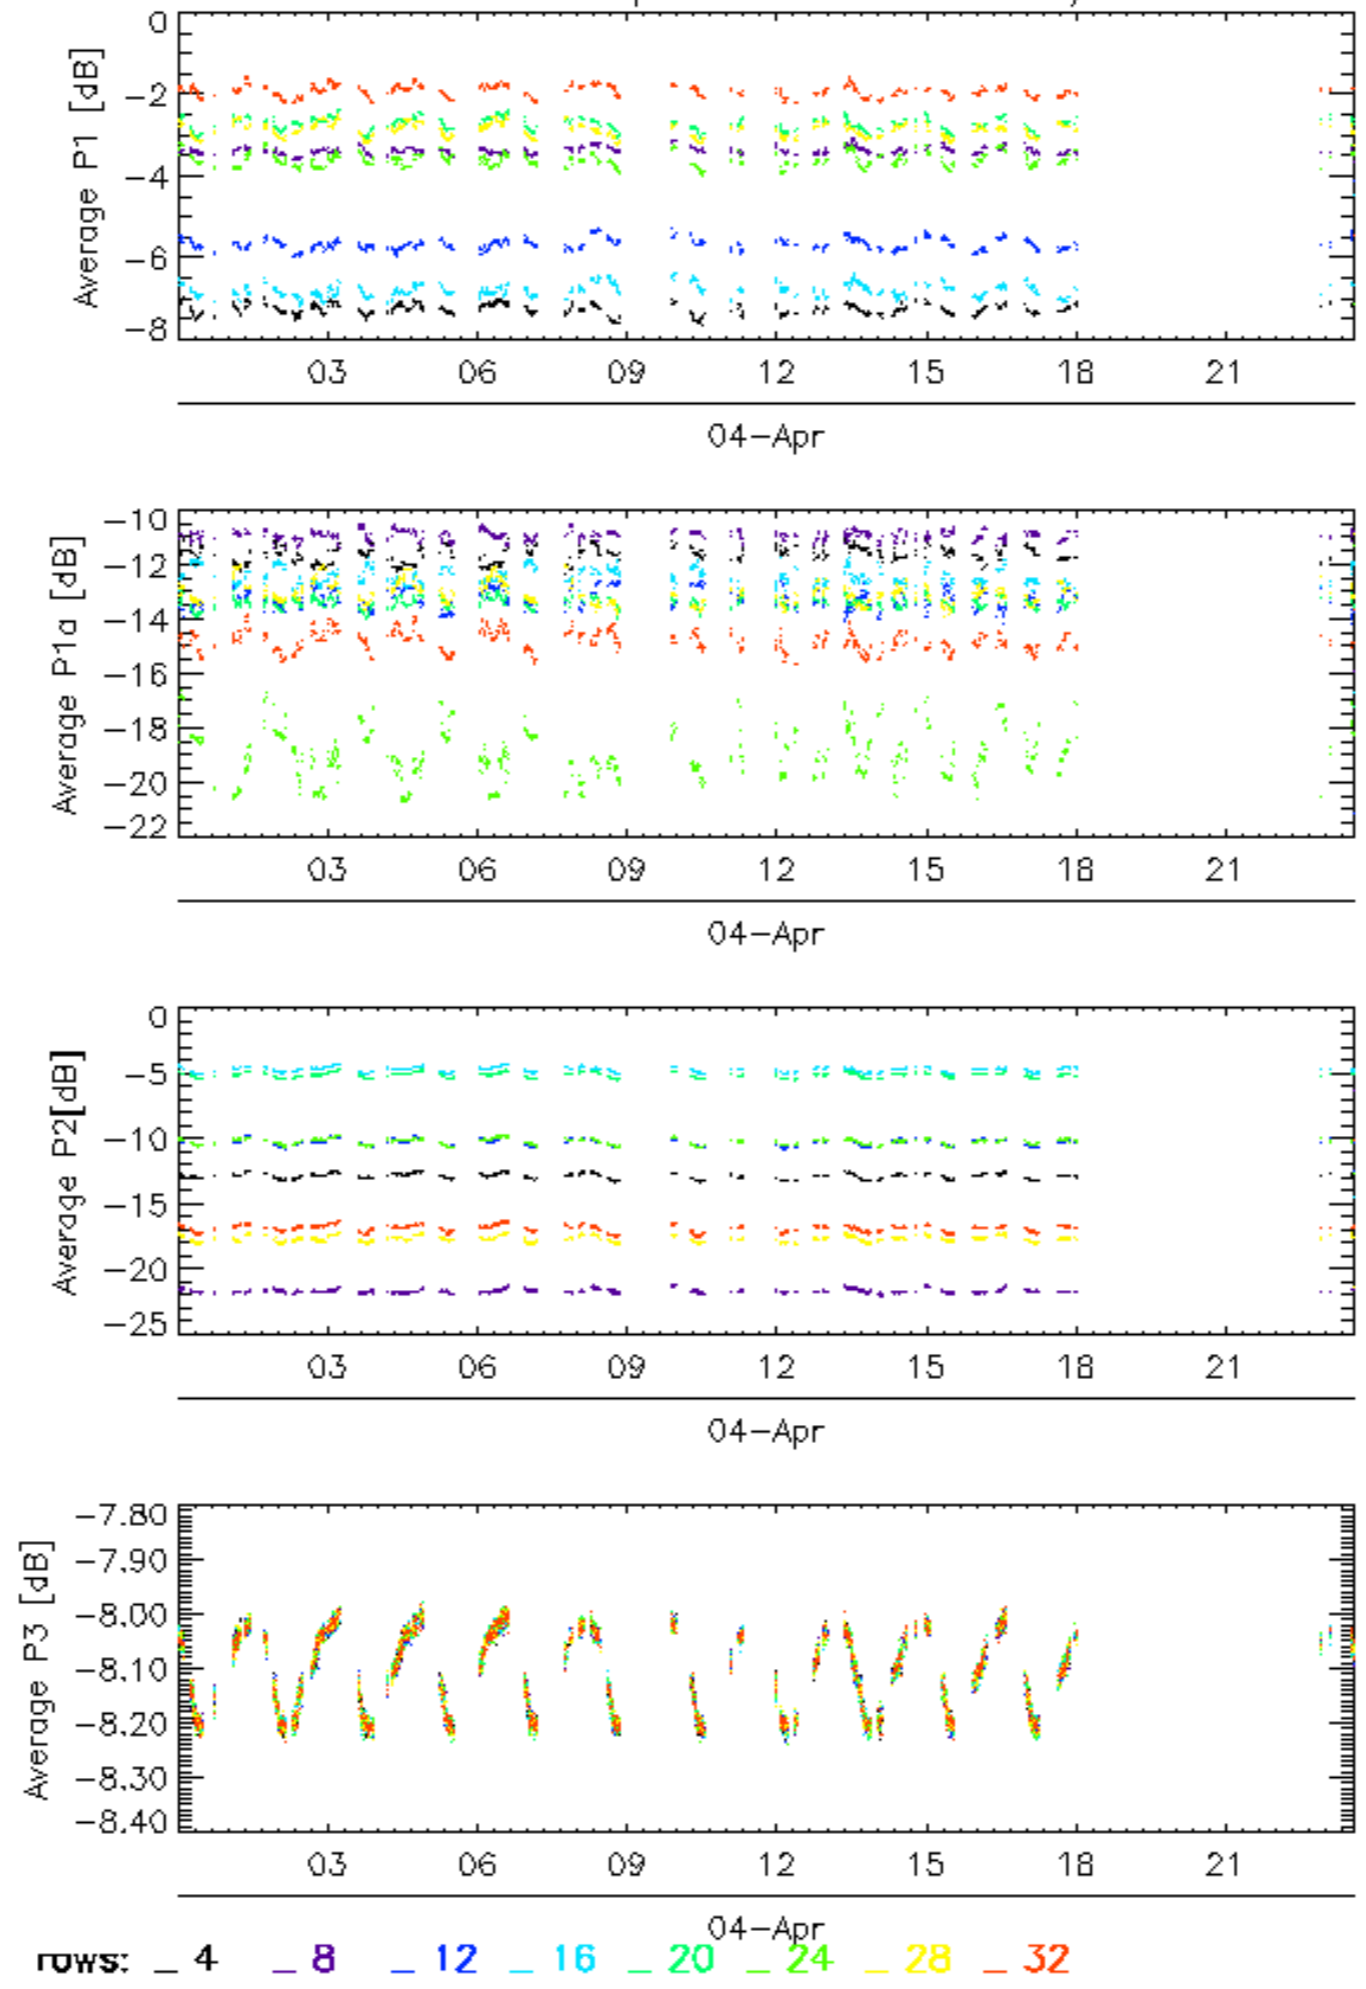 Average P1 [dB]
0
−2
−4
−6
−8
03 06 09 12 15 18 21
04−Apr
Average P1a [dB]
−10
−12
−14
−16
−18
−20
−22
03 06 09 12 15 18 21
04−Apr
Average P2[dB]
0
−5
−10
−15
−20
−25
03 06 09 12 15 18 21
04−Apr
Average P3 [dB]
−7.80
−7.90
−8.00
−8.10
−8.20
−8.30
−8.40
03 06 09 12 15 18 21
04−Apr
rows: _ 4 _ 8 _ 12 _ 16 _ 20 _ 24 _ 28 _ 32